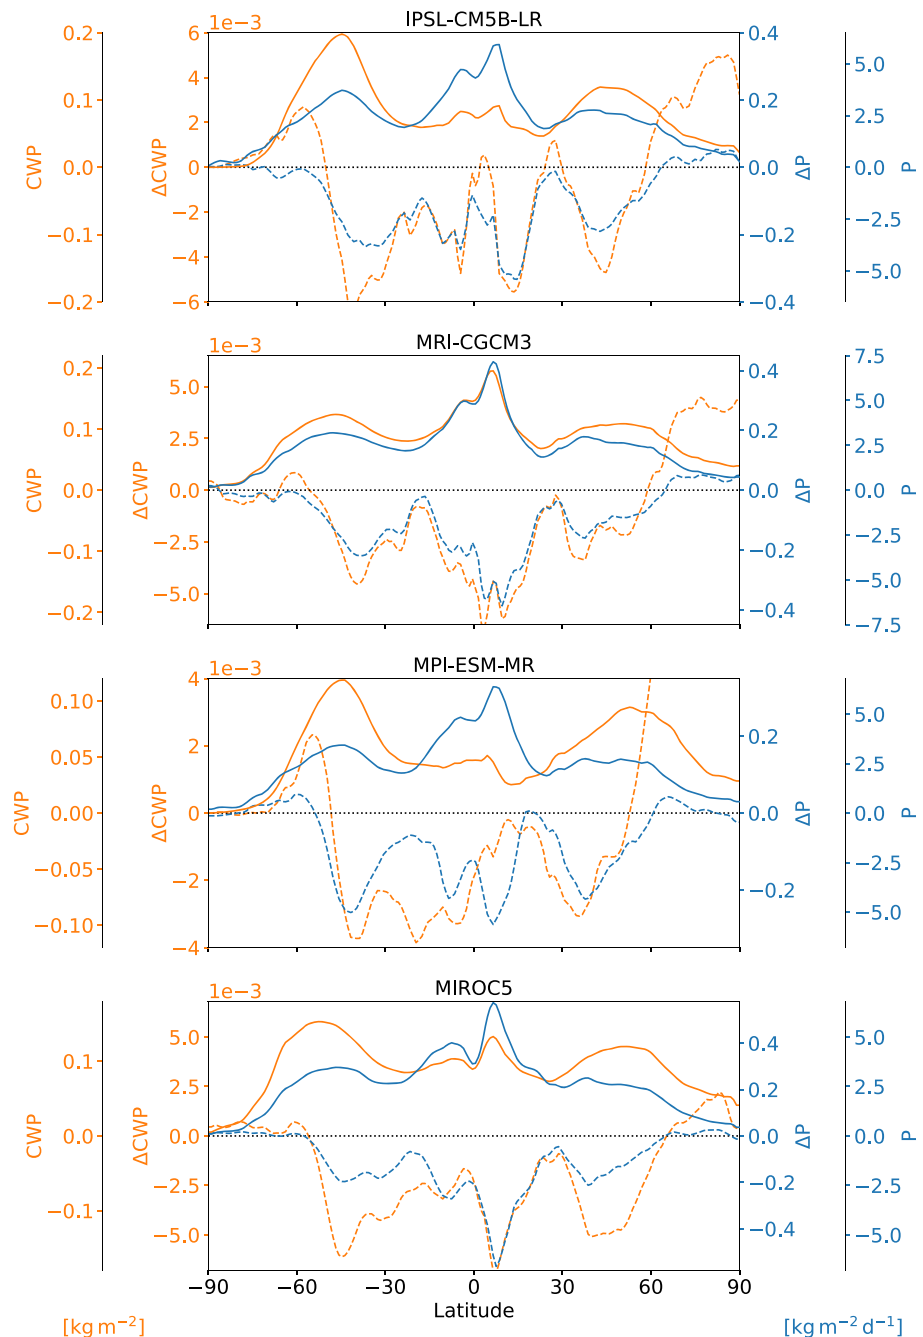 IPSL-CM5B-LR
1e−3
0.2 6 0.4
5.0
4
0.1 0.2 2.5
2
CWP 0.0 ΔCWP 0 ΔP 0.0 P 0.0
−2
−0.1 −0.2 −2.5
−4
−5.0
−0.2 −6 −0.4
MRI-CGCM3
1e−3
7.5
0.2 0.4
5.0 5.0
0.1 2.5 0.2 2.5
CWP 0.0 ΔCWP 0.0 ΔP 0.0 P 0.0
−0.1 −2.5 −0.2 −2.5
−5.0 −5.0
−0.2 −0.4
−7.5
−90 −60 −30 0 30 60 90
MPI-ESM-MR
1e−3
4
0.10 5.0
0.2
0.05 2 2.5
CWP 0.00 ΔCWP 0 ΔP 0.0 P 0.0
−0.05 −2 −2.5
−0.2
−0.10 −5.0
−4
MIROC5
1e−3
5.0 0.4 5.0
0.1
2.5 0.2 2.5
CWP 0.0 ΔCWP 0.0 ΔP 0.0 P 0.0
−2.5 −0.2 −2.5
−0.1
−5.0 −0.4 −5.0
−90 −60 −30 0 30 60 90
Latitude
[kg m−2] [kg m−2 d−1]